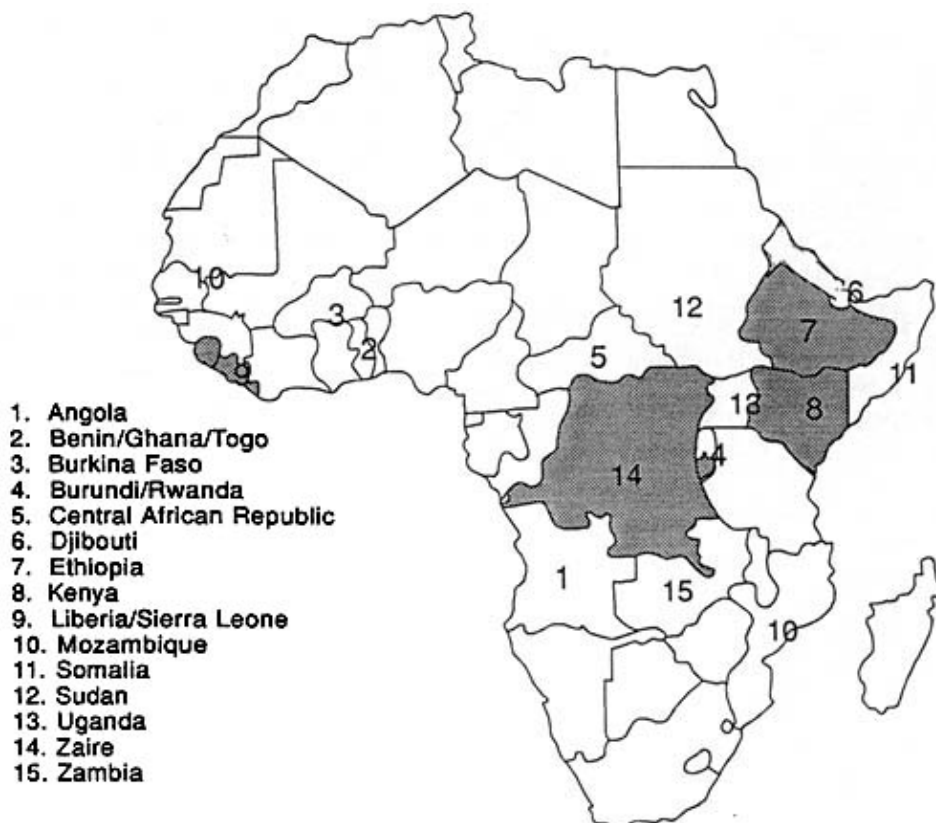 10
3
2
9
12
6
7
5
11
13
8
14
4
1
15
10
1. Angola
2. Benin/Ghana/Togo
3. Burkina Faso
4. Burundi/Rwanda
5. Central African Republic
6. Djibouti
7. Ethiopia
8. Kenya
9. Liberia/Sierra Leone
10. Mozambique
11. Somalia
12. Sudan
13. Uganda
14. Zaire
15. Zambia